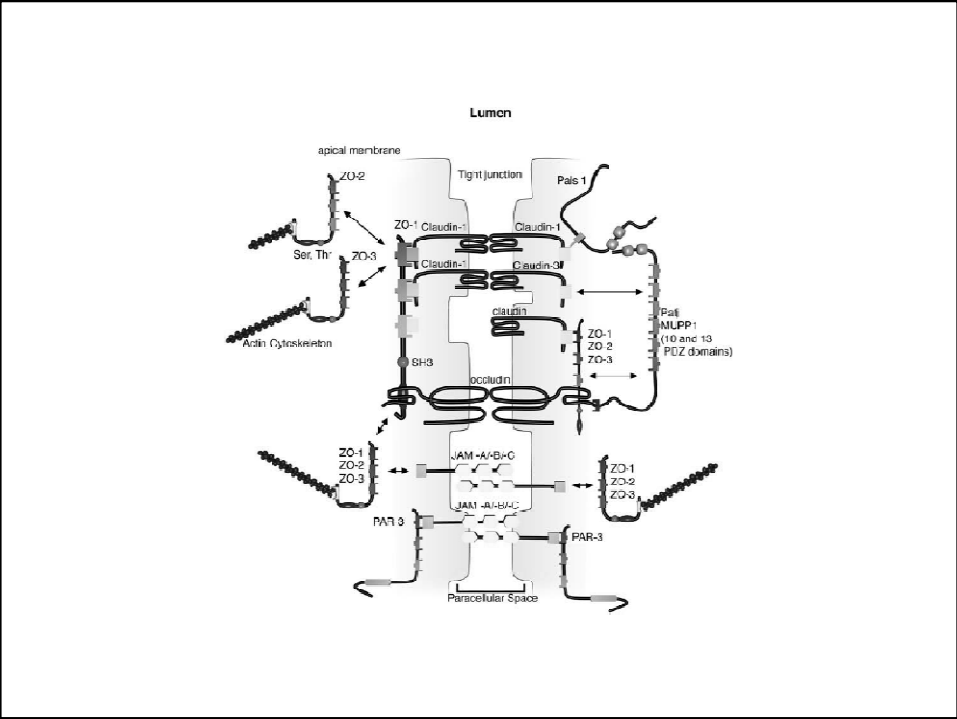 Lumen
apical membrane
Tight junction
ZO-2
Pals 1
ZO-1
Claudin-1
Claudin-1
Ser, Thr
ZO-3
Claudin-1
Claudin-3
claudin
Patj
MUPP1
(10 and 13
PDZ domains)
Actin Cytoskeleton
ZO-1
ZO-2
ZO-3
SH3
occludin
JAM -A/-B/-C
ZO-1
ZO-2
ZO-3
ZO-1
ZO-2
ZO-3
JAM -A/-B/-C
PAR-3
PAR-3
Paracellular Space